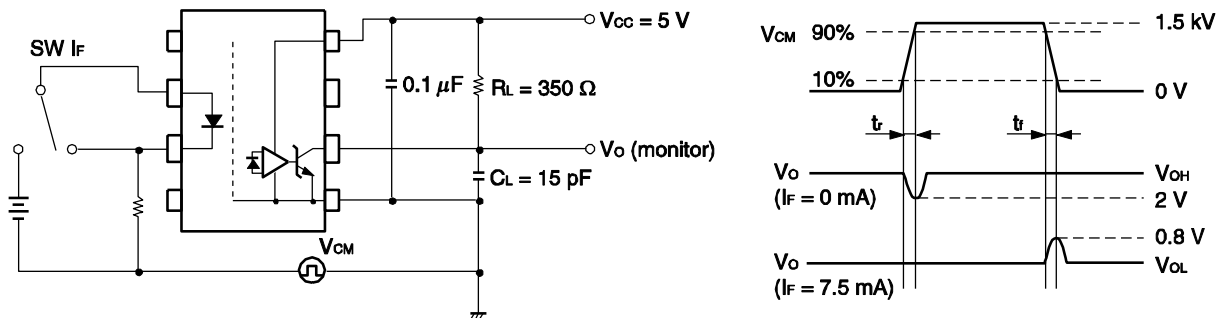 SW IF
VCC = 5 V
0.1 μF
RL = 350 Ω
VO (monitor)
CL = 15 pF
VCM
VCM 90%
10%
1.5 kV
0 V
tr
tf
VO
(IF = 0 mA)
VOH
2 V
0.8 V
VO
(IF = 7.5 mA)
VOL